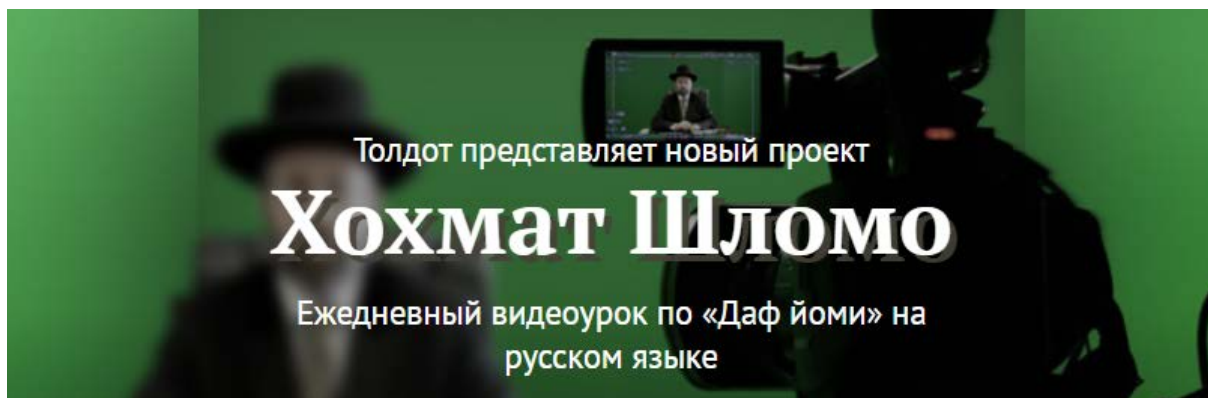 Толдот представляет новый проект
Хохмат Шломо
Ежедневный видеоурок по «Даф йоми» на
русском языке